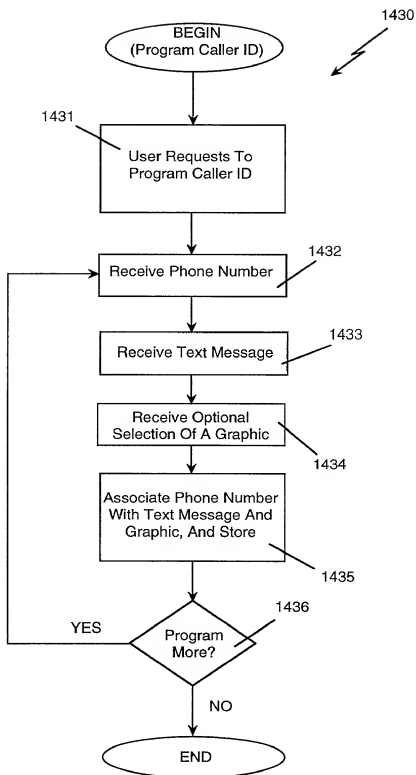 BEGIN
(Program Caller ID)
1430
1431
User Requests To
Program Caller ID
1432
Receive Phone Number
1433
Receive Text Message
Receive Optional
Selection Of A Graphic
1434
Associate Phone Number
With Text Message And
Graphic, And Store
1435
1436
YES
Program
More?
NO
END